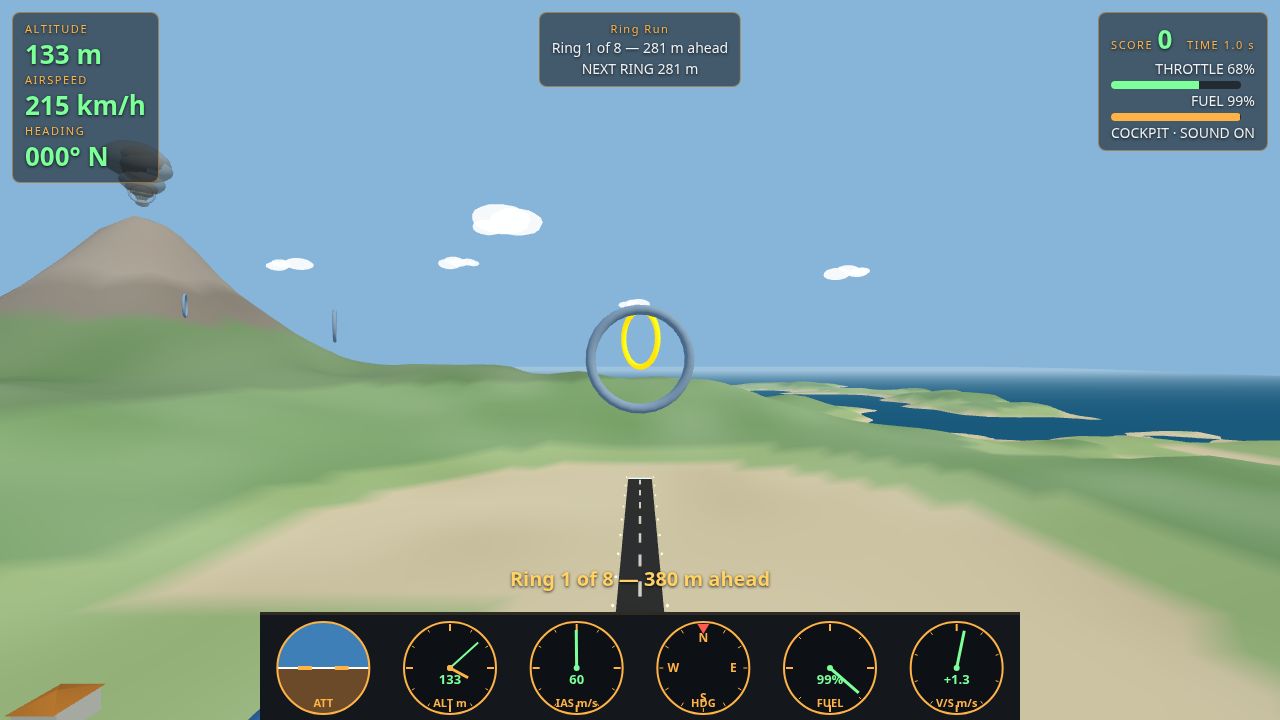 ALTITUDE
133 m
AIRSPEED
215 km/h
HEADING
000° N
Ring Run
Ring 1 of 8 — 281 m ahead
NEXT RING 281 m
SCORE 0 TIME 1.0 s
THROTTLE 68%
FUEL 99%
COCKPIT · SOUND ON
Ring 1 of 8 — 380 m ahead
ATT
133
ALT m
60
IAS m/s
N
W E
S
HDG
99%
FUEL
+1.3
V/S m/s